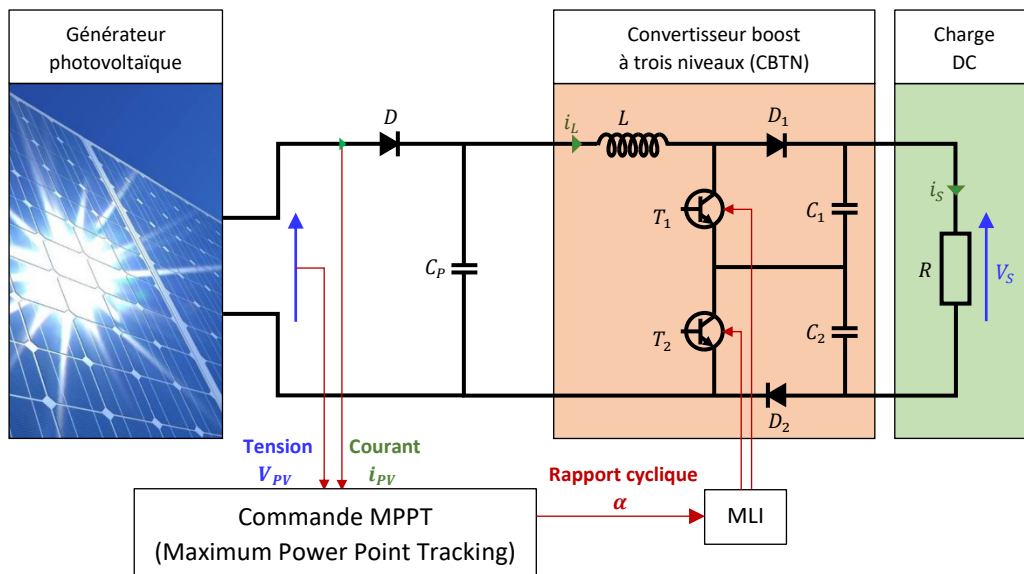 Générateur
photovoltaïque
Convertisseur boost
à trois niveaux (CBTN)
Charge
DC
D
i_L
L
D_1
T_1
C_1
i_S
C_P
R
V_S
T_2
C_2
D_2
Tension
V_PV
Courant
i_PV
Rapport cyclique
α
Commande MPPT
(Maximum Power Point Tracking)
MLI